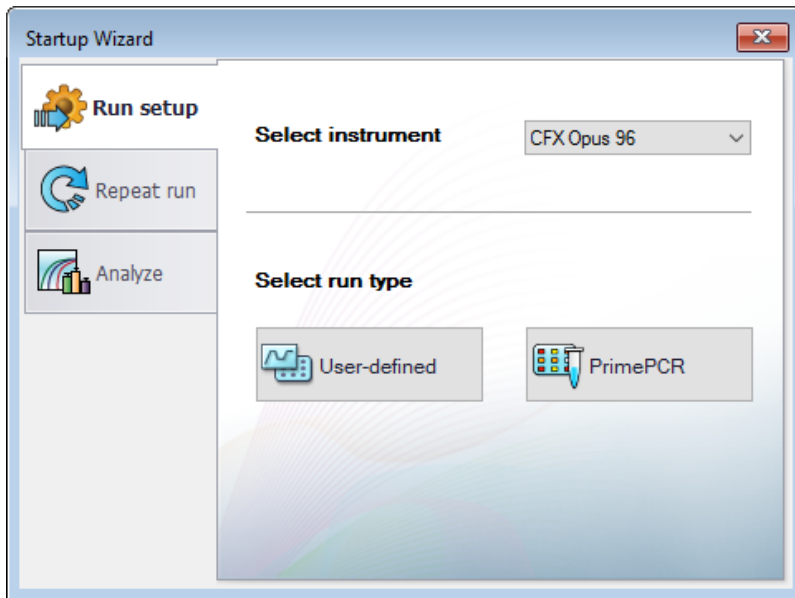 Startup Wizard
Run setup
Repeat run
Analyze
Select instrument CFX Opus 96
Select run type
User-defined PrimePCR